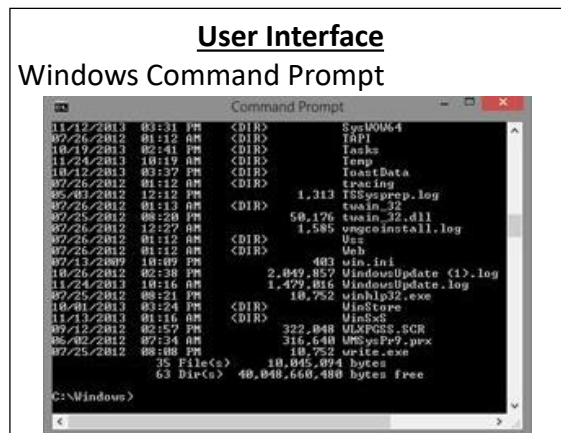 User Interface
Windows Command Prompt
Command Prompt
11/12/2013 03:31 PM <DIR> SysWOW64
07/26/2012 01:12 AM <DIR> TAPI
10/19/2013 02:41 PM <DIR> Tasks
11/24/2013 10:19 AM <DIR> Temp
10/12/2013 03:37 PM <DIR> ToastData
07/26/2012 01:12 AM <DIR> tracing
05/03/2012 12:12 PM 1,313 TSSysprep.log
07/26/2012 01:13 AM <DIR> twain_32
07/25/2012 08:20 PM 50,176 twain_32.dll
07/26/2012 12:27 AM 1,585 vmgcoinstall.log
07/26/2012 01:12 AM <DIR> Vss
07/26/2012 01:12 AM <DIR> Web
07/13/2009 10:09 PM 403 win.ini
10/26/2012 02:38 PM 2,049,857 WindowsUpdate (1).log
11/24/2013 10:16 AM 1,479,016 WindowsUpdate.log
07/25/2012 08:21 PM 10,752 winhlp32.exe
10/01/2013 03:24 PM <DIR> WinStore
11/13/2013 01:16 AM <DIR> WinSxS
09/12/2012 02:57 PM 322,048 WLXPGSS.SCR
06/02/2012 07:34 AM 316,640 WMSysPr9.prx
07/25/2012 08:08 PM 10,752 write.exe
35 File(s) 10,045,094 bytes
63 Dir(s) 40,048,660,480 bytes free
C:\Windows>